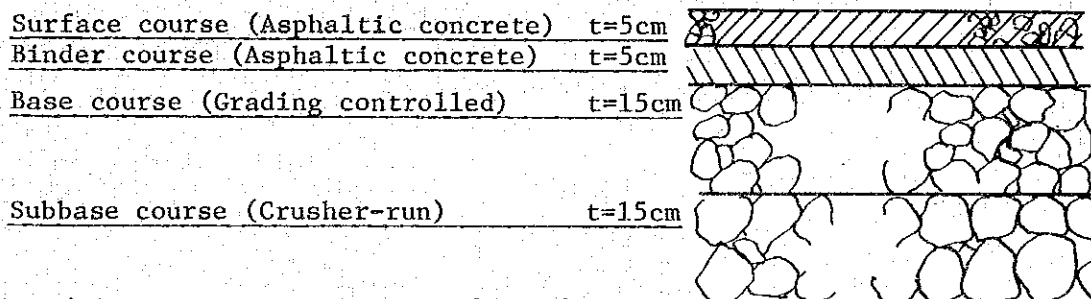 Surface course (Asphaltic concrete) t=5cm
Binder course (Asphaltic concrete) t=5cm
Base course (Grading controlled) t=15cm
Subbase course (Crusher-run) t=15cm